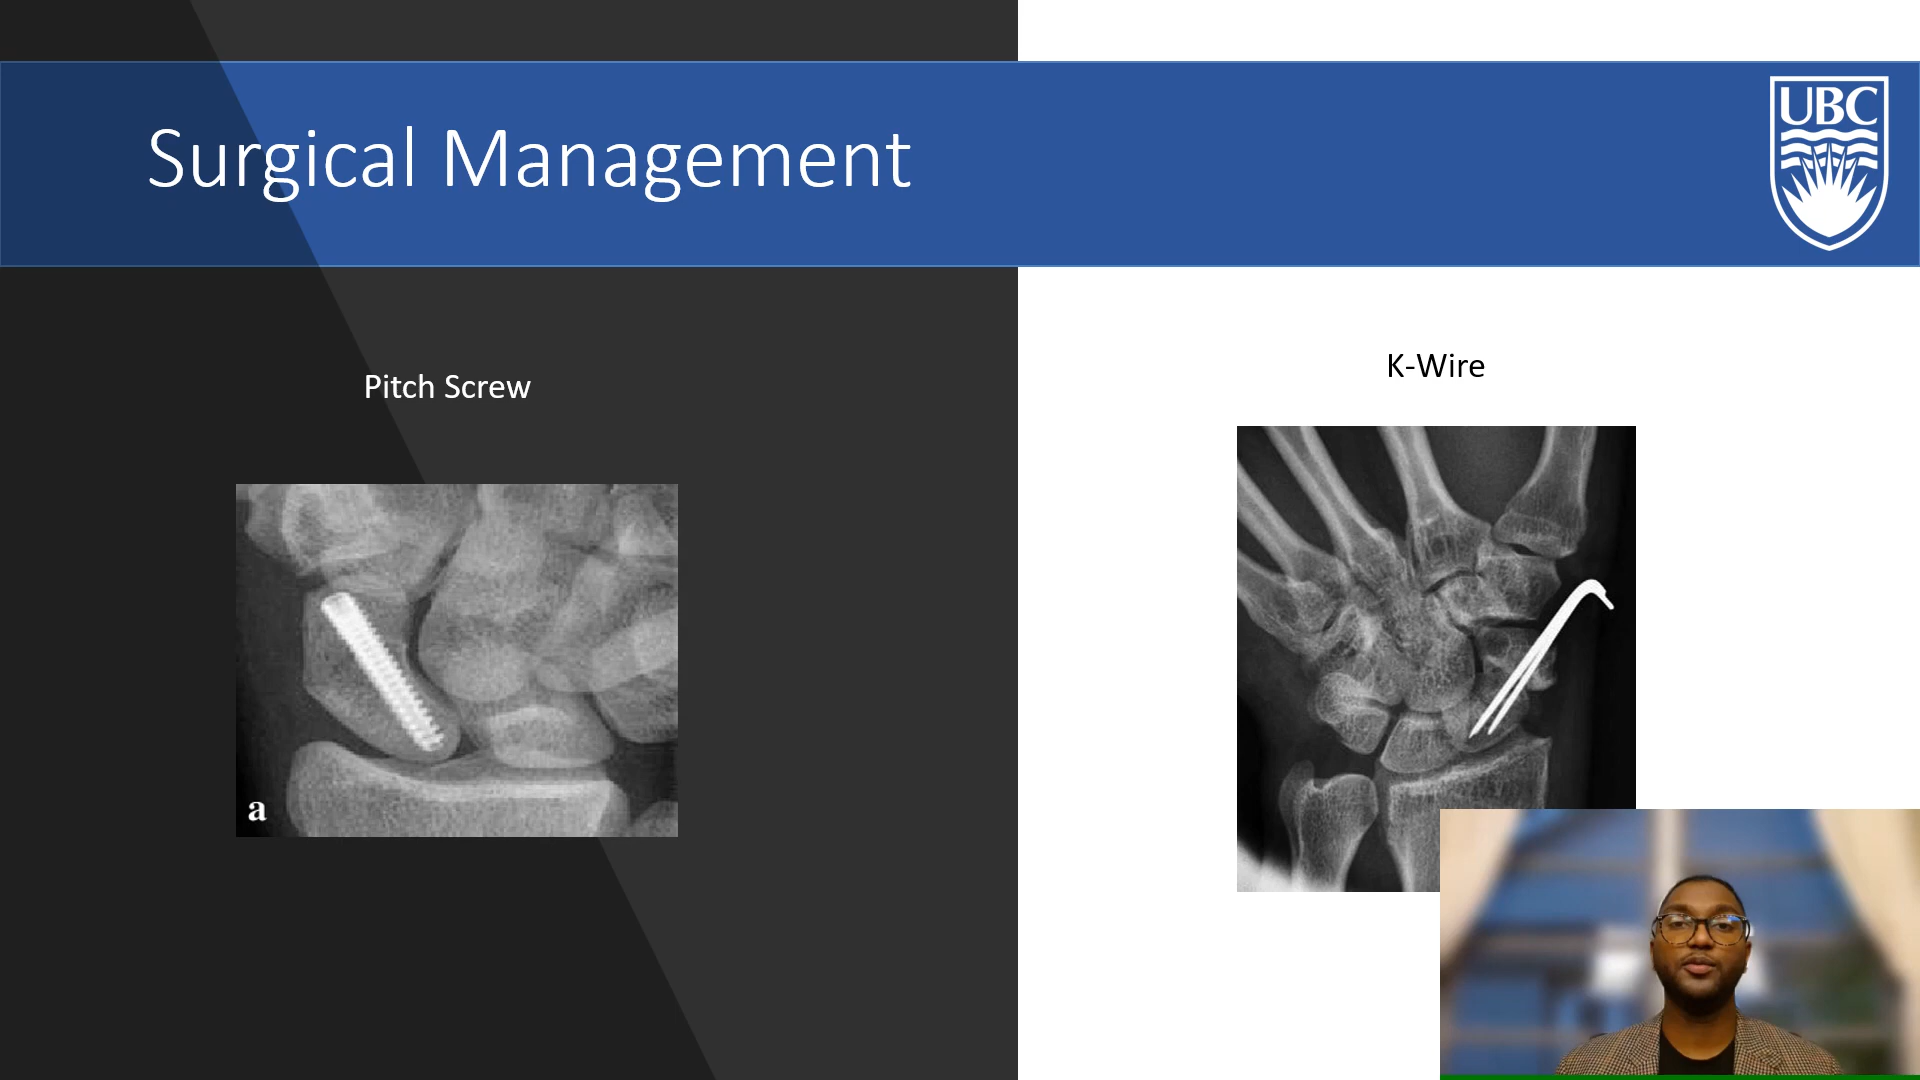 Surgical Management
UBC
Pitch Screw
K-Wire
a